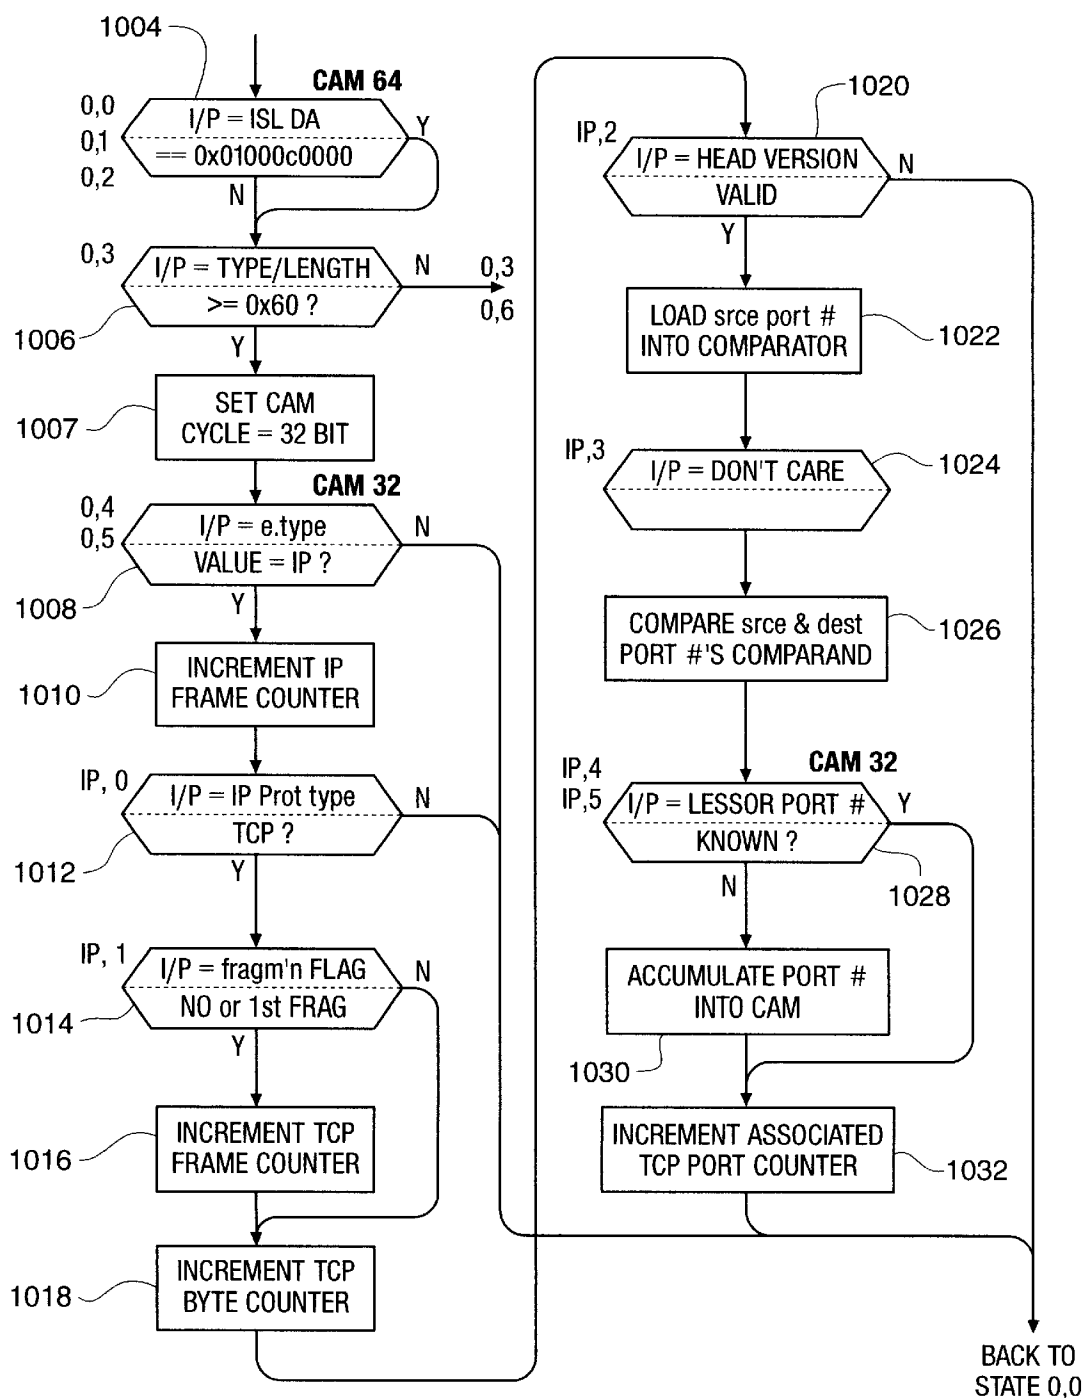 1004
CAM 64
0,0
0,1
0,2
I/P = ISL DA
== 0x01000c0000
Y
N
0,3
I/P = TYPE/LENGTH
>= 0x60 ?
N
0,3
0,6
1006
Y
SET CAM
CYCLE = 32 BIT
1007
CAM 32
0,4
0,5
I/P = e.type
VALUE = IP ?
N
1008
Y
INCREMENT IP
FRAME COUNTER
1010
IP, 0
I/P = IP Prot type
TCP ?
N
1012
Y
IP, 1
I/P = fragm'n FLAG
NO or 1st FRAG
N
1014
Y
INCREMENT TCP
FRAME COUNTER
1016
INCREMENT TCP
BYTE COUNTER
1018
1020
IP,2
I/P = HEAD VERSION
VALID
N
Y
LOAD srce port #
INTO COMPARATOR
1022
IP,3
I/P = DON'T CARE
1024
COMPARE srce & dest
PORT #'S COMPARAND
1026
CAM 32
IP,4
IP,5
I/P = LESSOR PORT #
KNOWN ?
Y
1028
N
ACCUMULATE PORT #
INTO CAM
1030
INCREMENT ASSOCIATED
TCP PORT COUNTER
1032
BACK TO
STATE 0,0